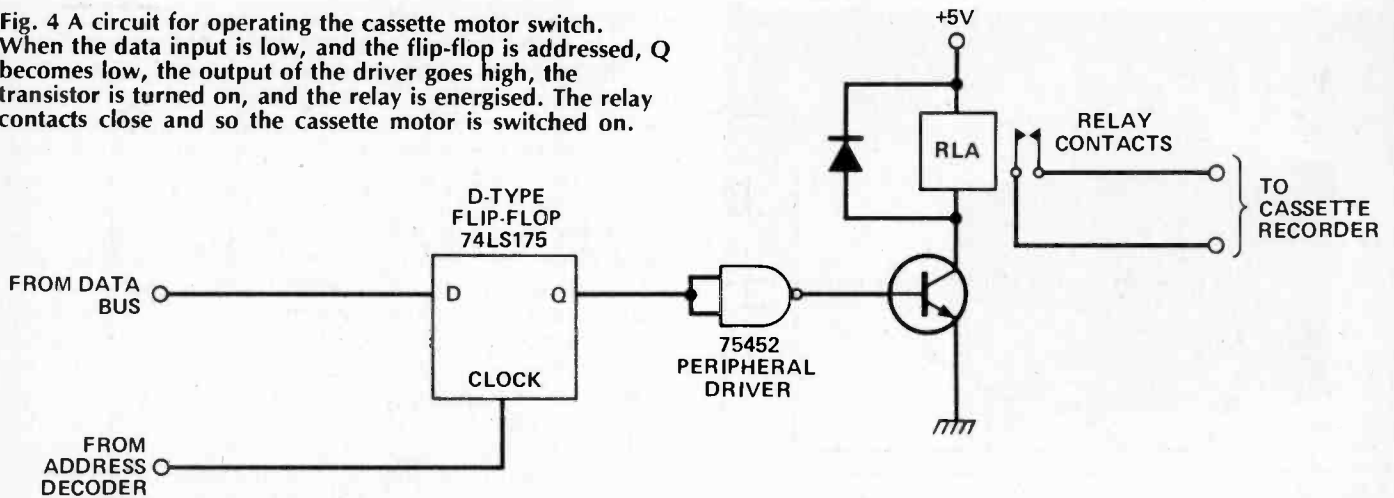 Fig. 4 A circuit for operating the cassette motor switch.
When the data input is low, and the flip-flop is addressed, Q
becomes low, the output of the driver goes high, the
transistor is turned on, and the relay is energised. The relay
contacts close and so the cassette motor is switched on.
+5V
RLA
RELAY
CONTACTS
TO
CASSETTE
RECORDER
D-TYPE
FLIP-FLOP
74LS175
FROM DATA
BUS
D
Q
CLOCK
75452
PERIPHERAL
DRIVER
FROM
ADDRESS
DECODER